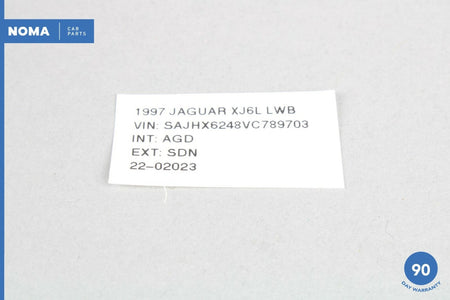 NOMA CAR
PARTS
1997 JAGUAR XJ6L LWB
VIN: SAJHX6248VC789703
INT: AGD
EXT: SDN
22-02023
90
DAY WARRANTY